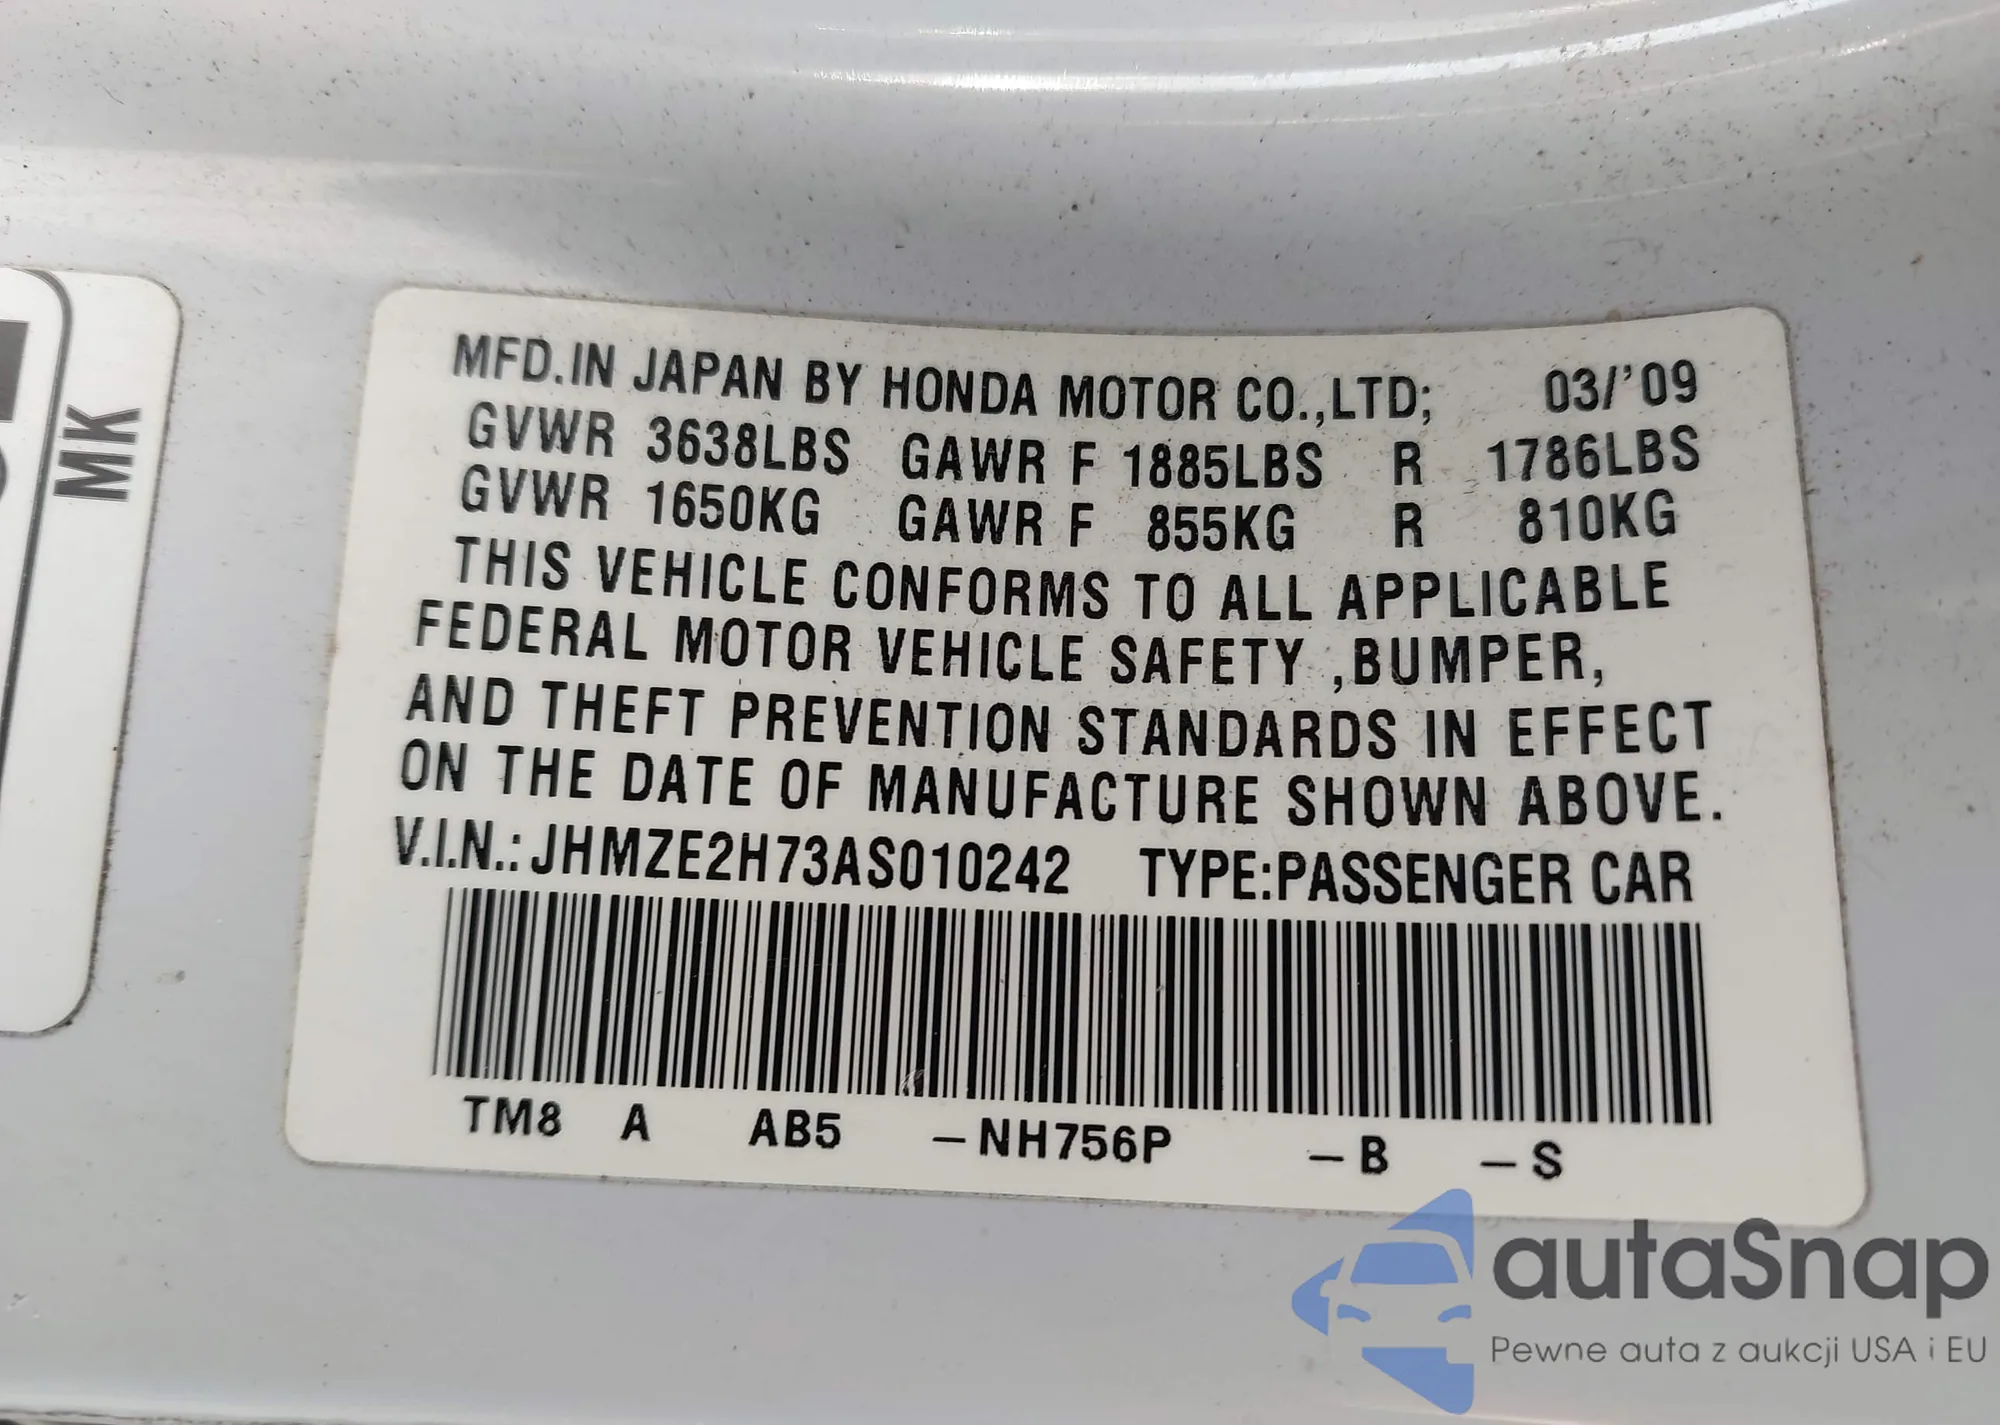 MK
MFD.IN JAPAN BY HONDA MOTOR CO.,LTD; 03/'09
GVWR 3638LBS GAWR F 1885LBS R 1786LBS
GVWR 1650KG GAWR F 855KG R 810KG
THIS VEHICLE CONFORMS TO ALL APPLICABLE
FEDERAL MOTOR VEHICLE SAFETY ,BUMPER,
AND THEFT PREVENTION STANDARDS IN EFFECT
ON THE DATE OF MANUFACTURE SHOWN ABOVE.
V.I.N.:JHMZE2H73AS010242 TYPE:PASSENGER CAR
TM8 A AB5 –NH756P –B –S
autaSnap
Pewne auta z aukcji USA i EU